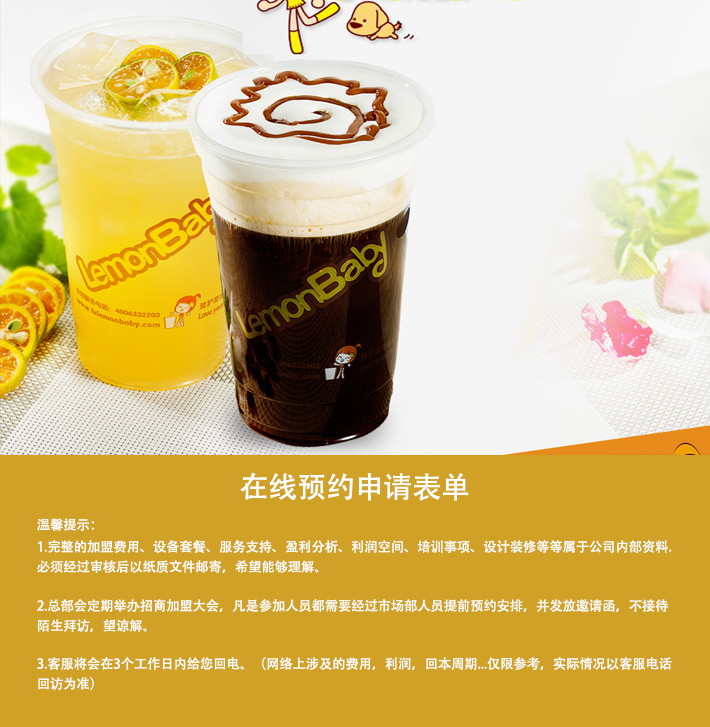 LemonBaby
4006332203
www.hklemonbaby.com
Love your
LemonBaby
在线预约申请表单
温馨提示：
1.完整的加盟费用、设备套餐、服务支持、盈利分析、利润空间、培训事项、设计装修等等属于公司内部资料.
必须经过审核后以纸质文件邮寄，希望能够理解。
2.总部会定期举办招商加盟大会，凡是参加人员都需要经过市场部人员提前预约安排，并发放邀请函，不接待
陌生拜访，望谅解。
3.客服将会在3个工作日内给您回电。（网络上涉及的费用，利润，回本周期...仅限参考，实际情况以客服电话
回访为准）